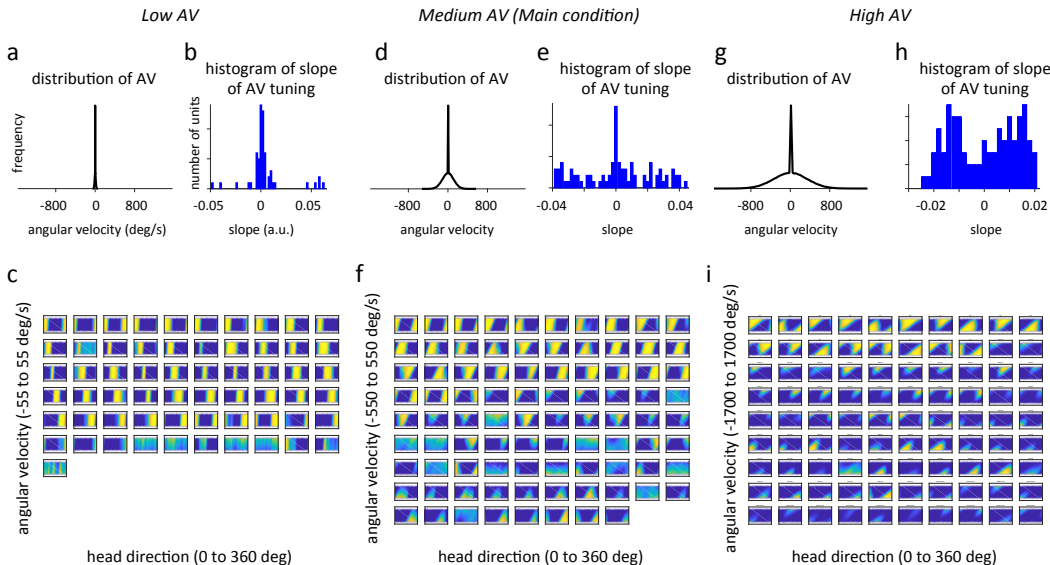 Low AV
Medium AV (Main condition)
High AV
a
distribution of AV
frequency
-800
0
800
angular velocity (deg/s)
b
histogram of slope
of AV tuning
number of units
-0.05
0
0.05
slope (a.u.)
d
distribution of AV
-800
0
800
angular velocity
e
histogram of slope
of AV tuning
-0.04
0
0.04
slope
g
distribution of AV
-800
0
800
angular velocity
h
histogram of slope
of AV tuning
-0.02
0
0.02
slope
c
angular velocity (-55 to 55 deg/s)
head direction (0 to 360 deg)
f
angular velocity (-550 to 550 deg/s)
head direction (0 to 360 deg)
i
angular velocity (-1700 to 1700 deg/s)
head direction (0 to 360 deg)